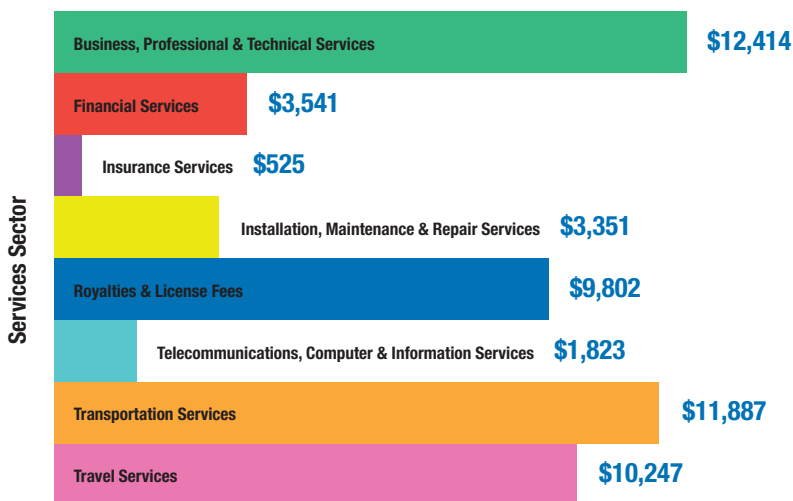 Services Sector
Business, Professional & Technical Services $12,414
Financial Services $3,541
Insurance Services $525
Installation, Maintenance & Repair Services $3,351
Royalties & License Fees $9,802
Telecommunications, Computer & Information Services $1,823
Transportation Services $11,887
Travel Services $10,247